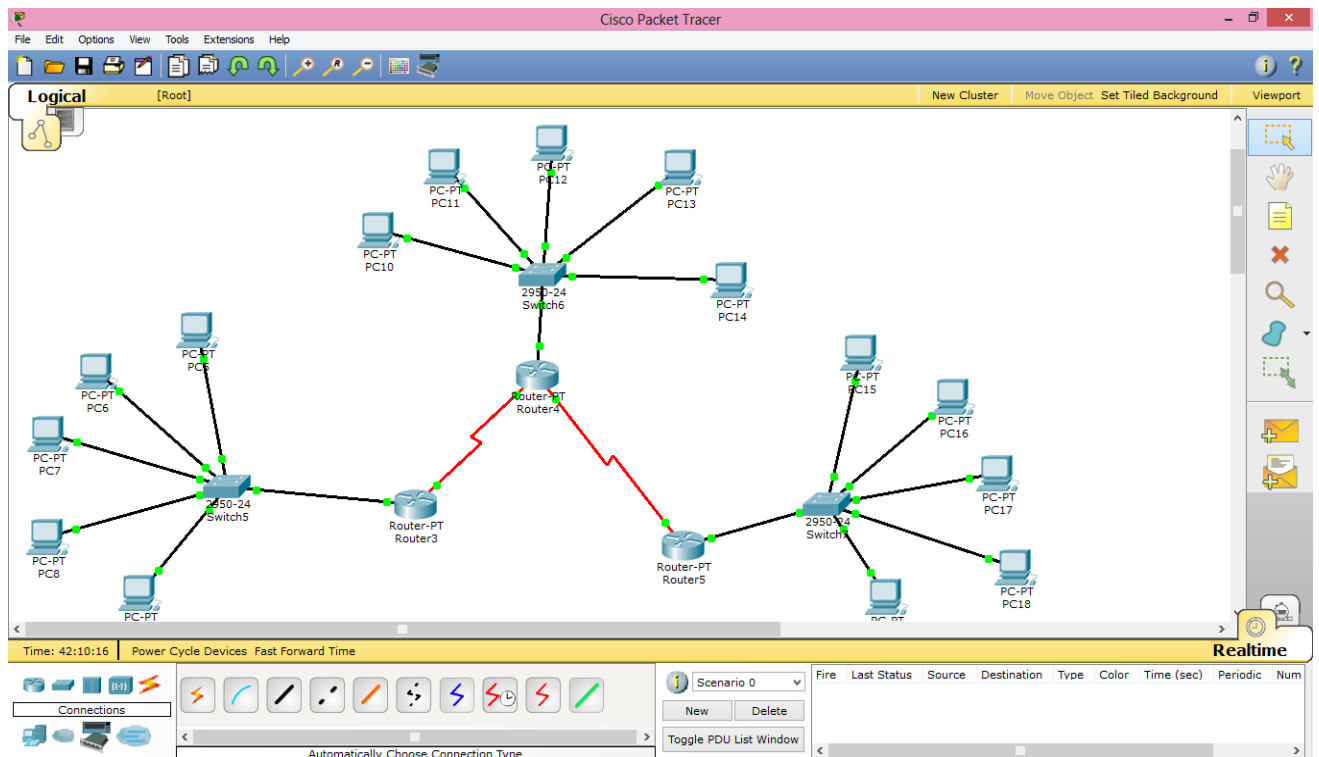 Cisco Packet Tracer
File Edit Options View Tools Extensions Help
Logical [Root] New Cluster Move Object Set Tiled Background Viewport
PC-PT
PC12
PC-PT
PC11
PC-PT
PC13
PC-PT
PC10
2950-24
Switch6
PC-PT
PC14
PC-PT
PC5
PC-PT
PC6
PC-PT
PC7
PC-PT
PC8
PC-PT
2950-24
Switch5
Router-PT
Router4
Router-PT
Router3
Router-PT
Router5
PC-PT
PC15
PC-PT
PC16
PC-PT
PC17
2950-24
PC-PT
PC18
PC-PT
Time: 42:10:16 Power Cycle Devices Fast Forward Time Realtime
Connections
Automatically Choose Connection Type
Scenario 0
New Delete
Toggle PDU List Window
Fire Last Status Source Destination Type Color Time (sec) Periodic Num